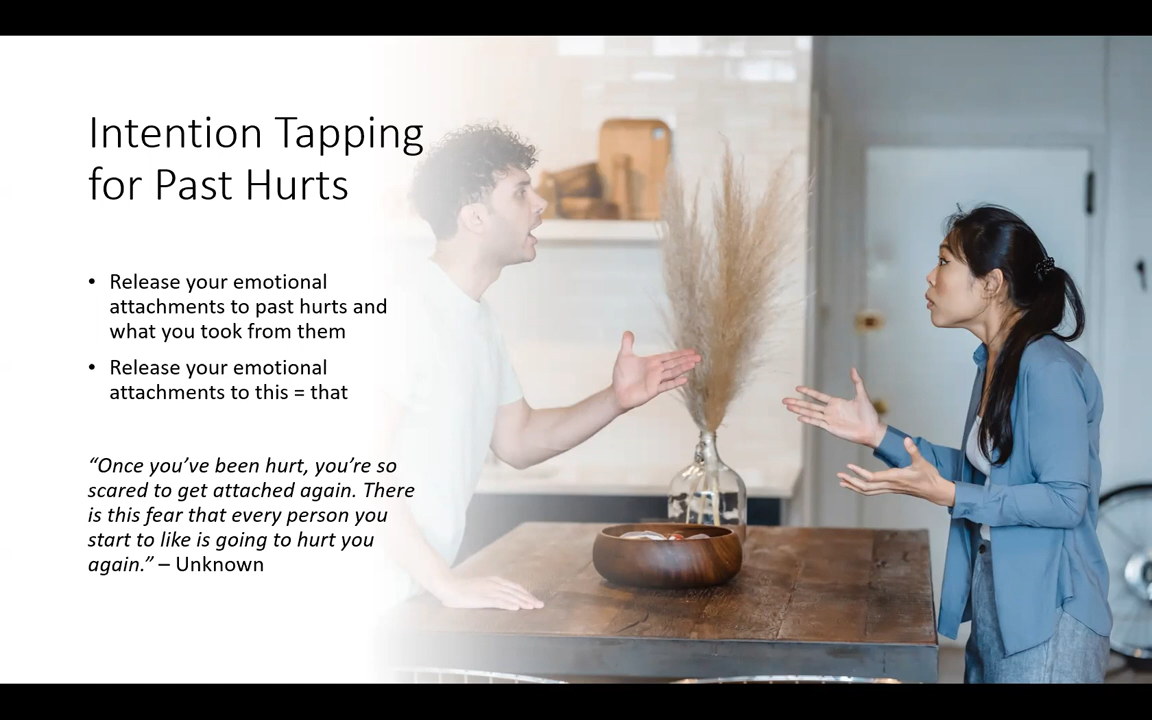 Intention Tapping
for Past Hurts
• Release your emotional
attachments to past hurts and
what you took from them
• Release your emotional
attachments to this = that
“Once you’ve been hurt, you’re so
scared to get attached again. There
is this fear that every person you
start to like is going to hurt you
again.” – Unknown